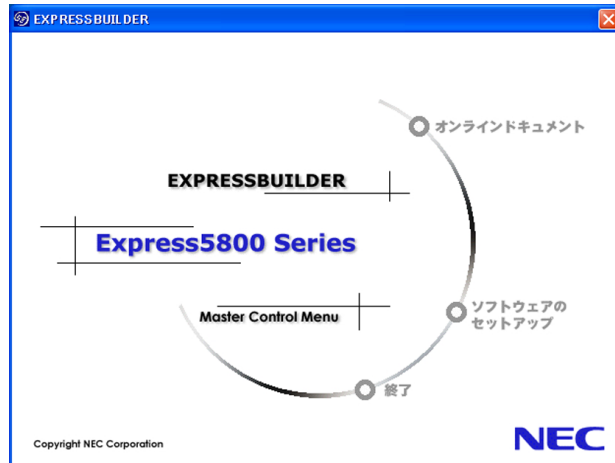 EXPRESSBUILDER
オンラインドキュメント
EXPRESSBUILDER
Express5800 Series
Master Control Menu
ソフトウェアの
セットアップ
終了
Copyright NEC Corporation
NEC